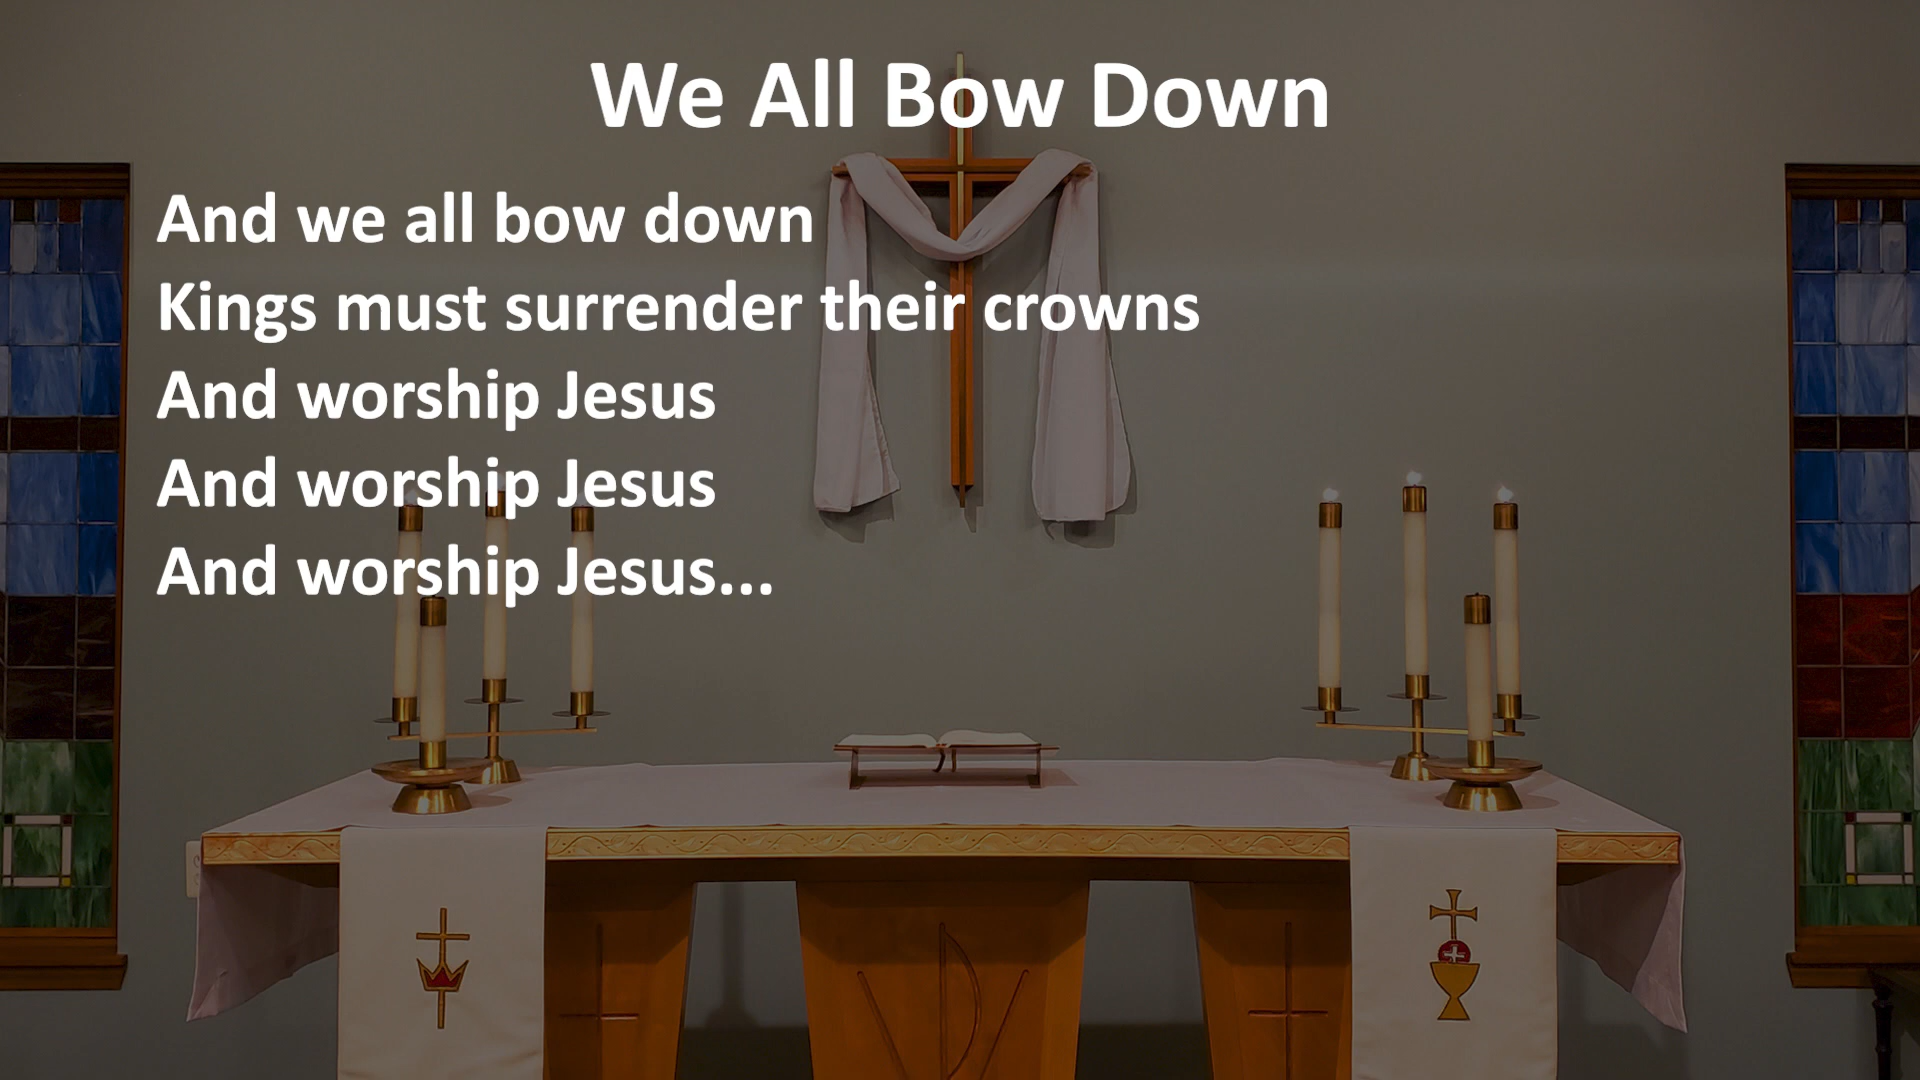 We All Bow Down
And we all bow down
Kings must surrender their crowns
And worship Jesus
And worship Jesus
And worship Jesus...